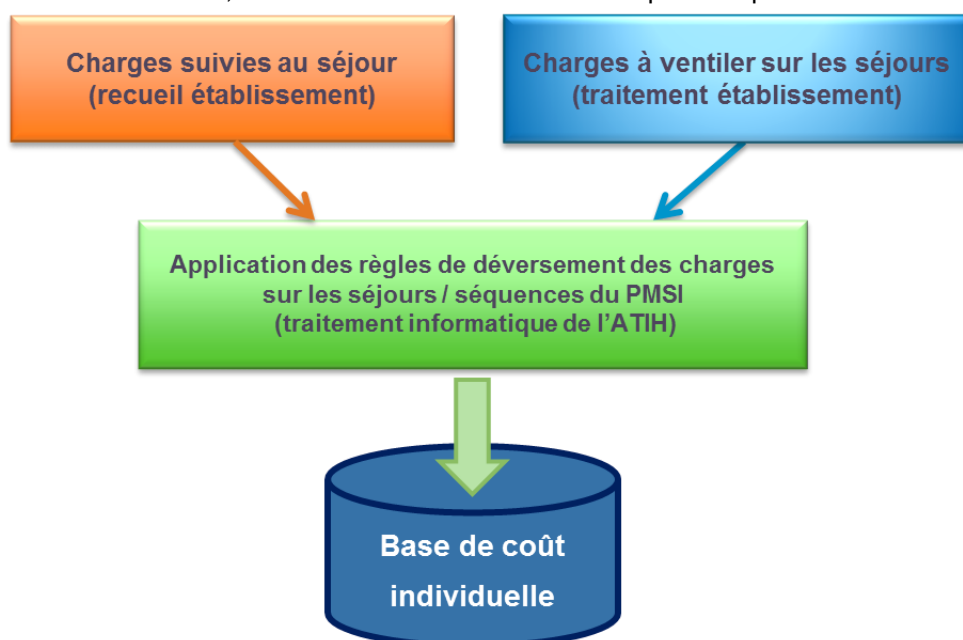 Charges suivies au séjour
(recueil établissement)
Charges à ventiler sur les séjours
(traitement établissement)
Application des règles de déversement des charges
sur les séjours / séquences du PMSI
(traitement informatique de l'ATIH)
Base de coût
individuelle